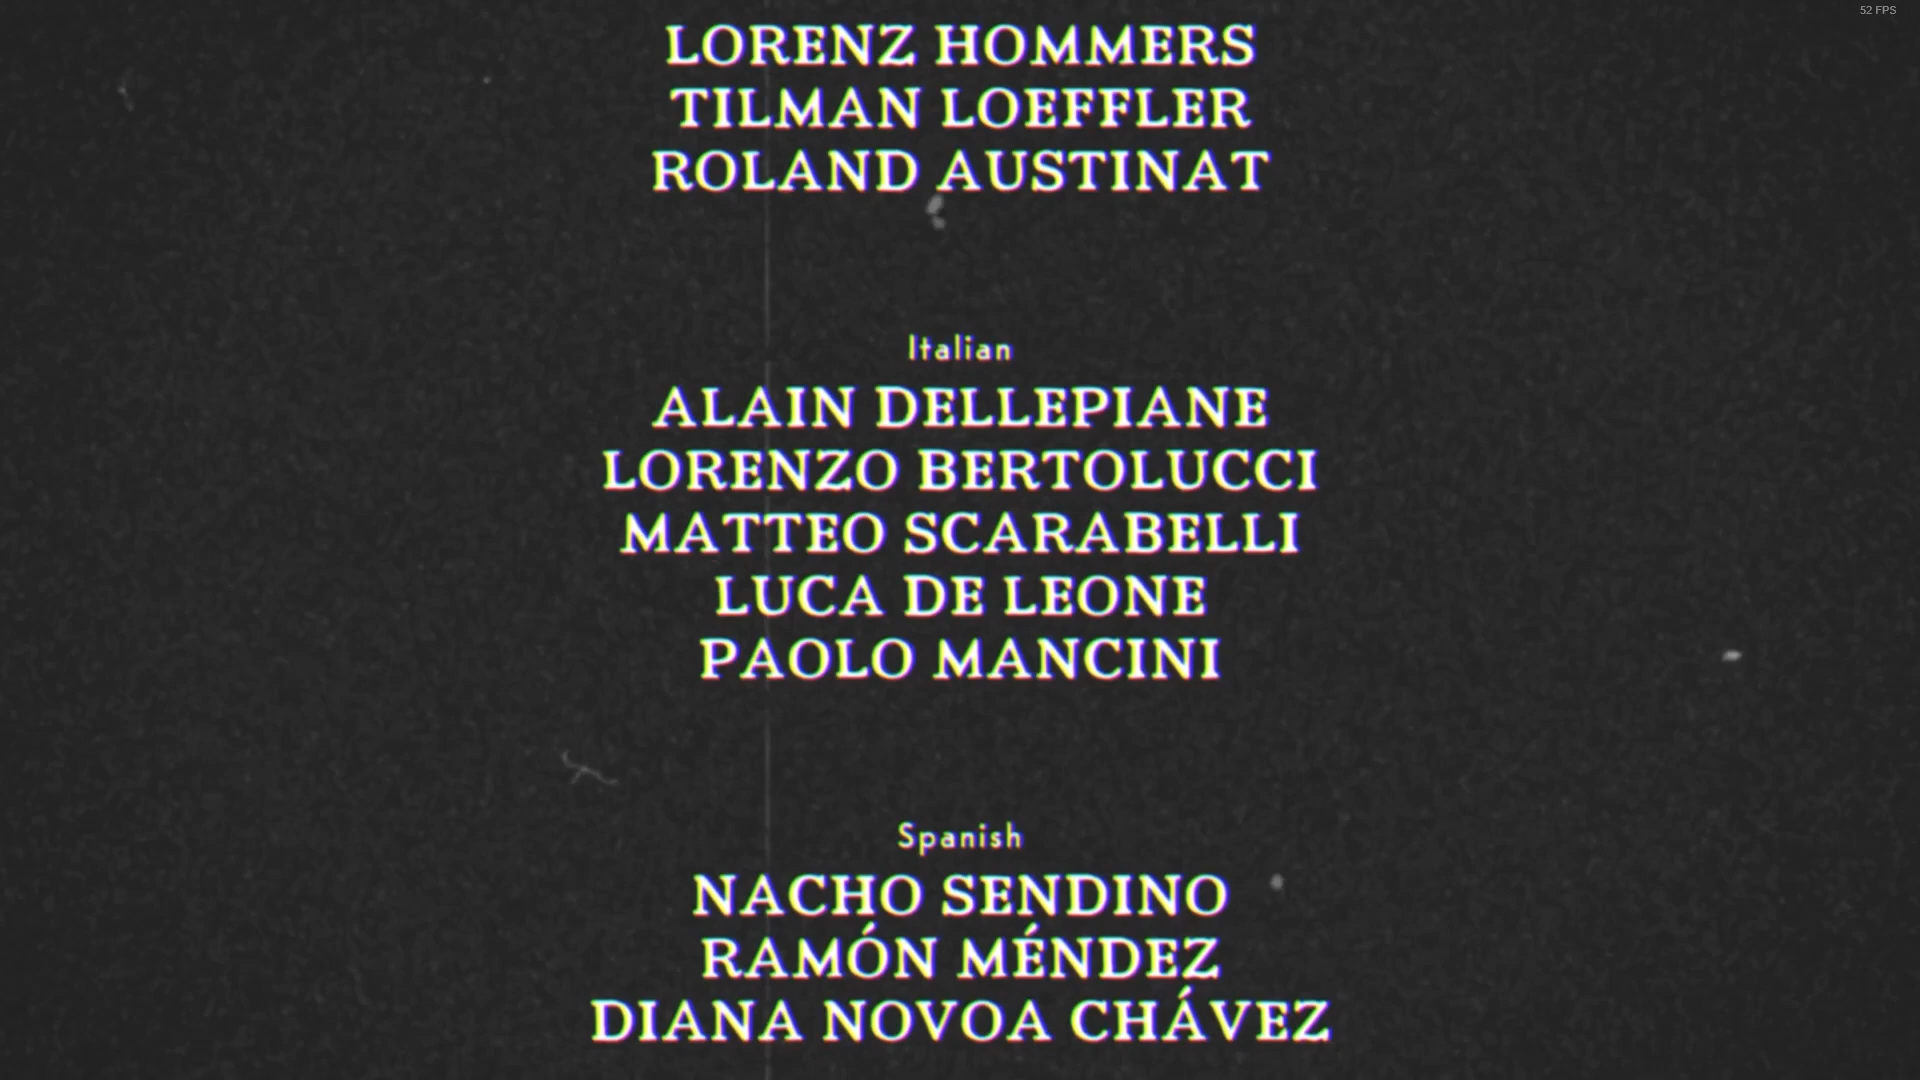 52 FPS
LORENZ HOMMERS
TILMAN LOEFFLER
ROLAND AUSTINAT
Italian
ALAIN DELLEPIANE
LORENZO BERTOLUCCI
MATTEO SCARABELLI
LUCA DE LEONE
PAOLO MANCINI
Spanish
NACHO SENDINO
RAMÓN MÉNDEZ
DIANA NOVOA CHÁVEZ